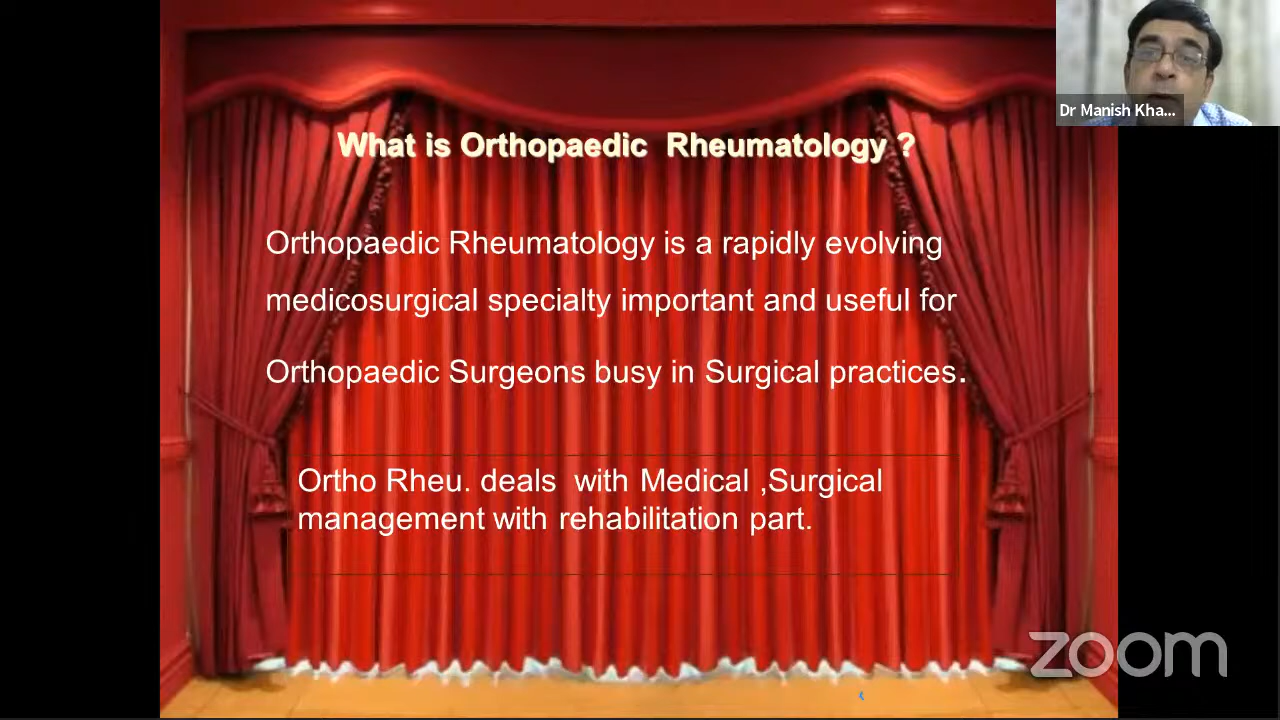 Dr Manish Kha...
What is Orthopaedic Rheumatology ?
Orthopaedic Rheumatology is a rapidly evolving
medicosurgical specialty important and useful for
Orthopaedic Surgeons busy in Surgical practices.
Ortho Rheu. deals with Medical ,Surgical
management with rehabilitation part.
zoom